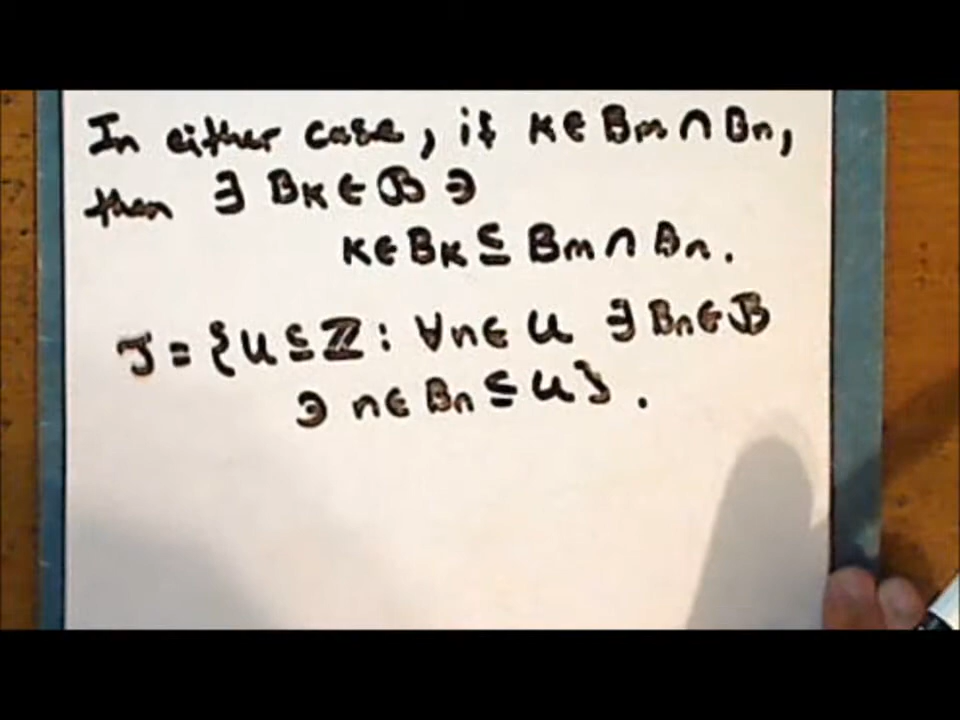 In either case, if k ∈ Bm ∩ Bn,
then ∃ Bk ∈ ℬ ∋
k ∈ Bk ⊆ Bm ∩ Bn.
𝒯 = {U ⊆ ℤ : ∀n ∈ U ∃ Bn ∈ ℬ
∋ n ∈ Bn ⊆ U}.